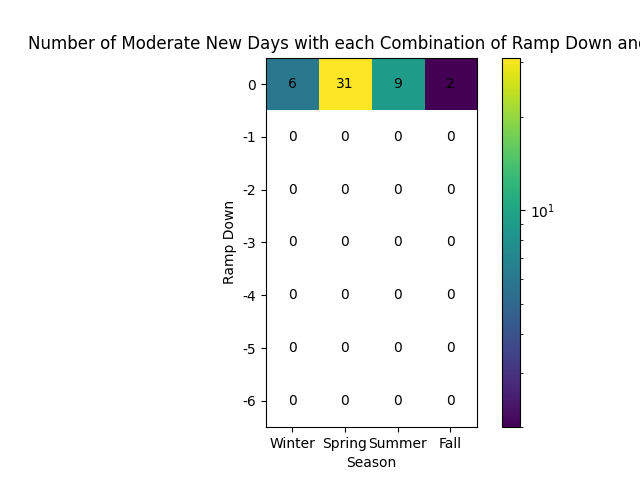 Number of Moderate New Days with each Combination of Ramp Down and
0 6 31 9 2
-1 0 0 0 0
-2 0 0 0 0
-3 0 0 0 0
-4 0 0 0 0
-5 0 0 0 0
-6 0 0 0 0
Ramp Down
Winter Spring Summer Fall
Season
10¹